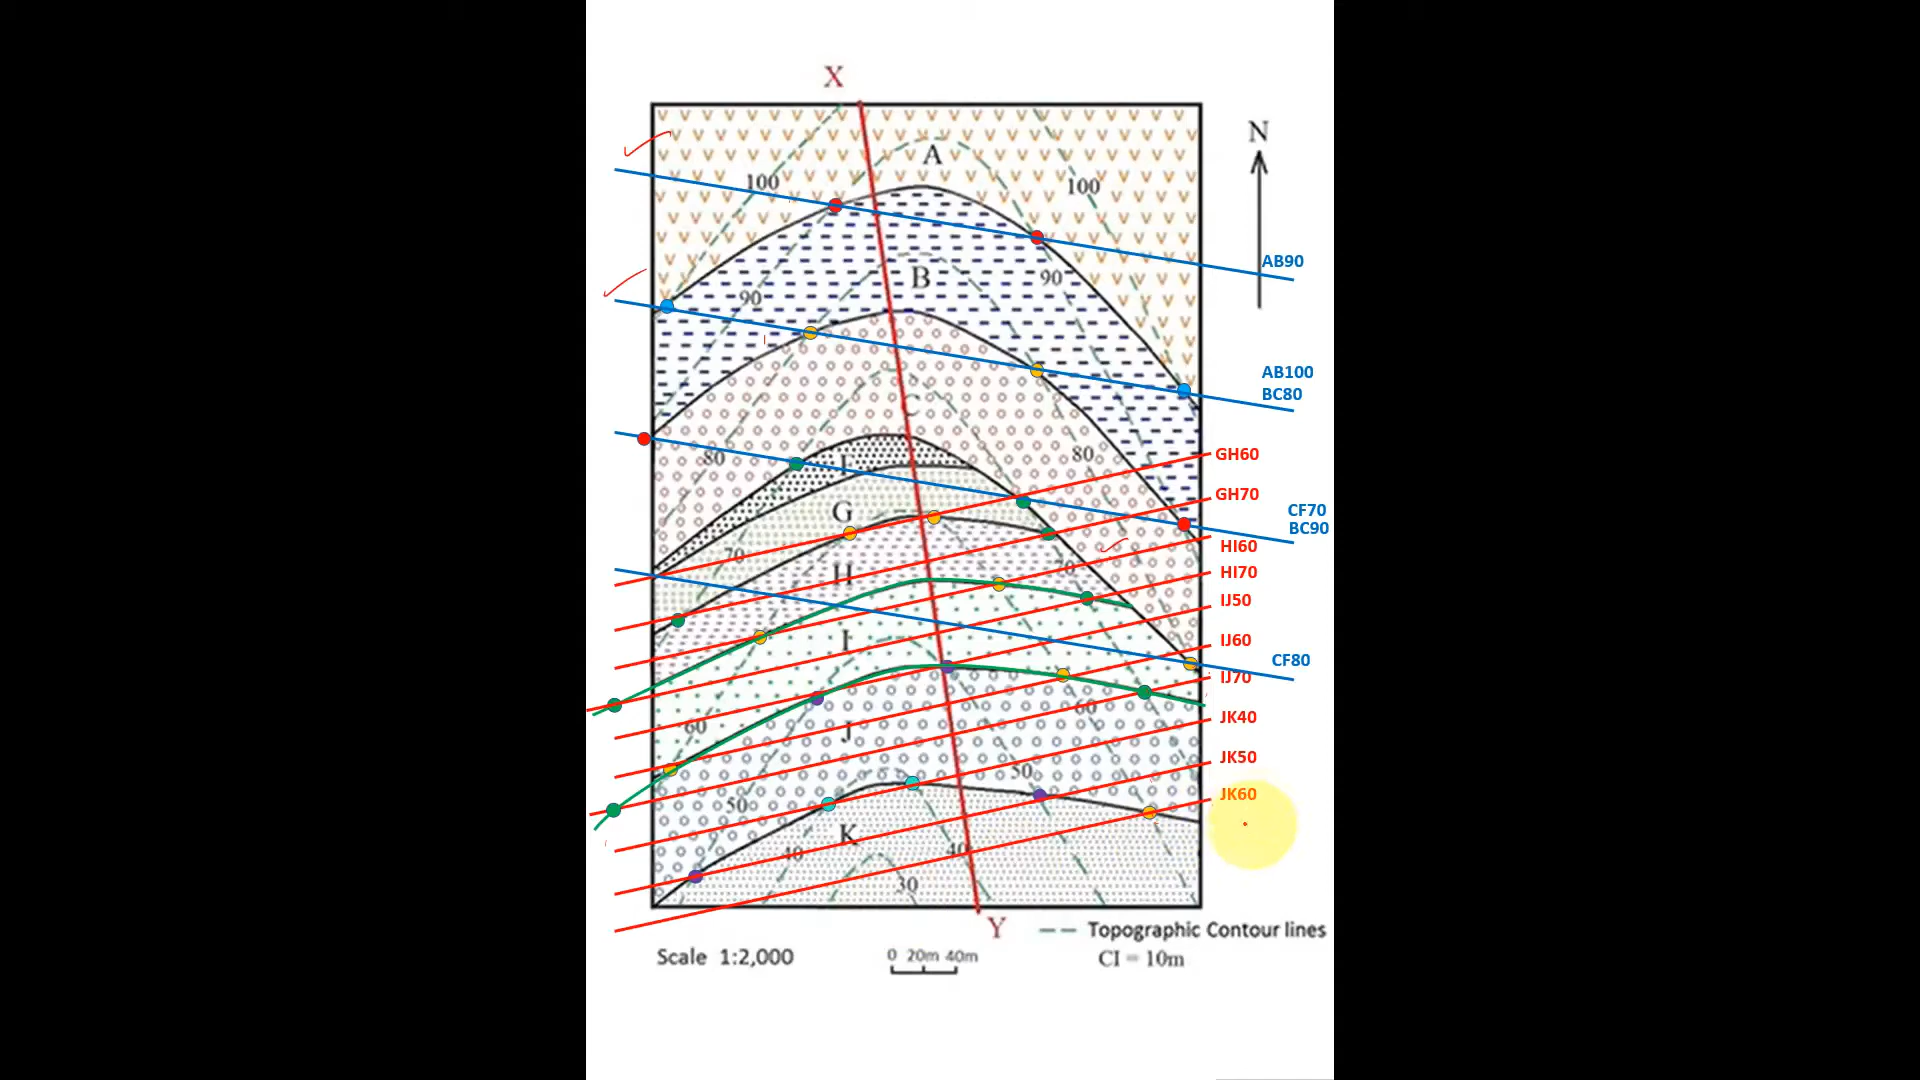 X
N
A
100
100
AB90
B
90
90
AB100
BC80
C
80
80
GH60
GH70
G
CF70
BC90
HI60
70
H
70
HI70
IJ50
I
IJ60
CF80
IJ70
60
60
J
JK40
50
JK50
50
JK60
K
40
40
30
Y
Topographic Contour lines
Scale 1:2,000
0 20m 40m
CI = 10m